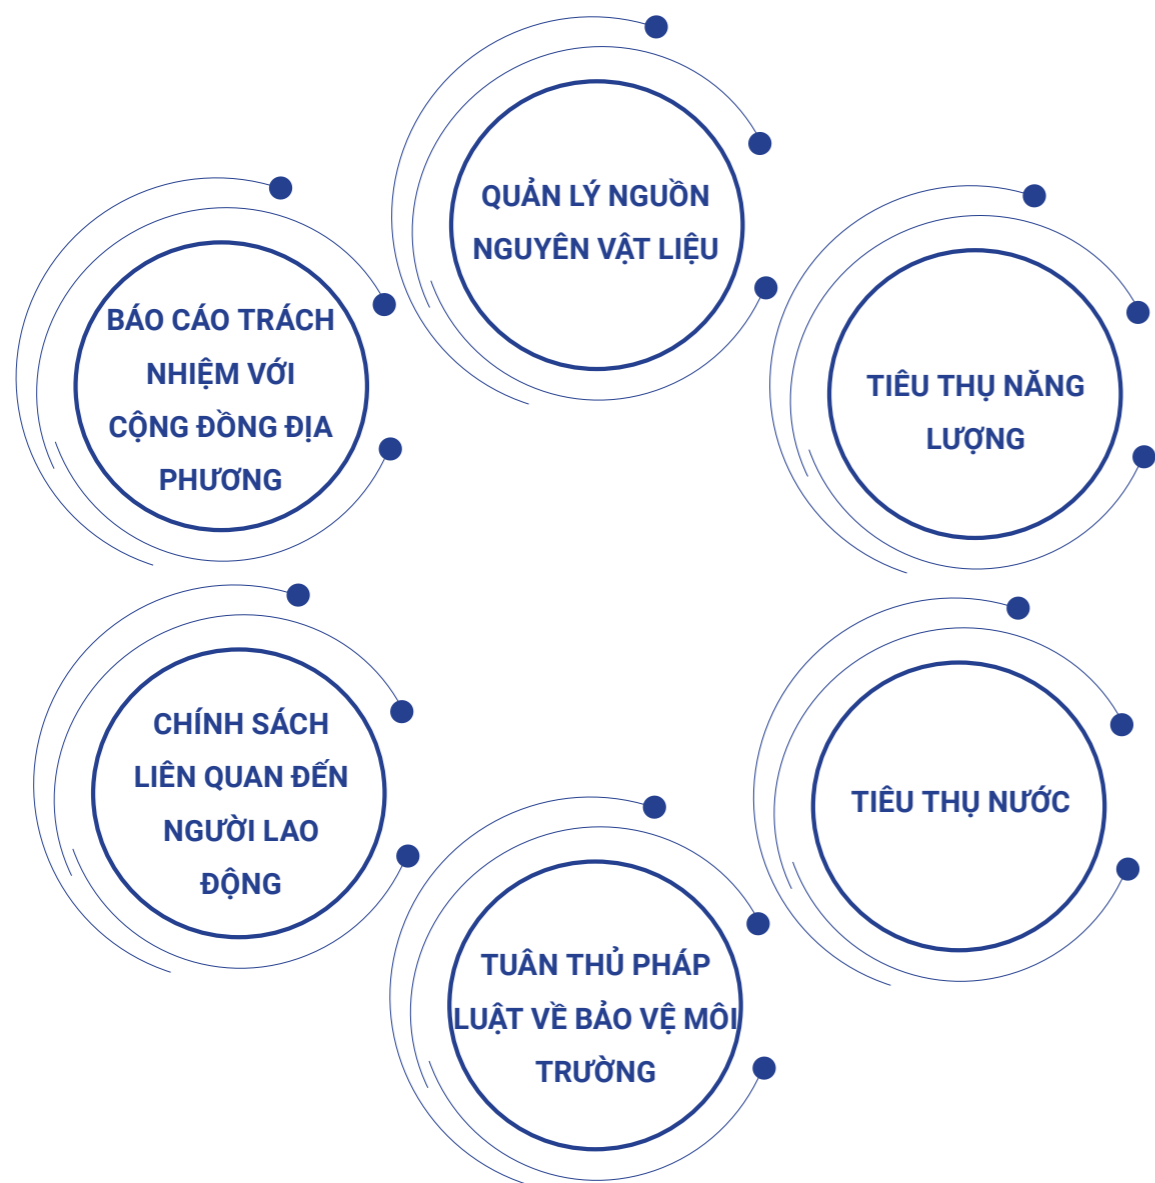 QUẢN LÝ NGUỒN
NGUYÊN VẬT LIỆU
TIÊU THỤ NĂNG
LƯỢNG
TIÊU THỤ NƯỚC
TUÂN THỦ PHÁP
LUẬT VỀ BẢO VỆ MÔI
TRƯỜNG
CHÍNH SÁCH
LIÊN QUAN ĐẾN
NGƯỜI LAO
ĐỘNG
BÁO CÁO TRÁCH
NHIỆM VỚI
CỘNG ĐỒNG ĐỊA
PHƯƠNG